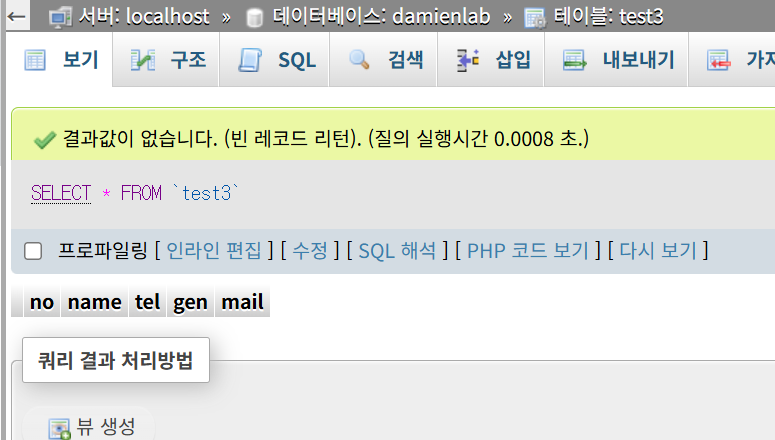 ← 서버: localhost » 데이터베이스: damienlab » 테이블: test3
보기 구조 SQL 검색 삽입 내보내기 가져
결과값이 없습니다. (빈 레코드 리턴). (질의 실행시간 0.0008 초.)
SELECT * FROM `test3`
프로파일링 [ 인라인 편집 ] [ 수정 ] [ SQL 해석 ] [ PHP 코드 보기 ] [ 다시 보기 ]
no name tel gen mail
쿼리 결과 처리방법
뷰 생성